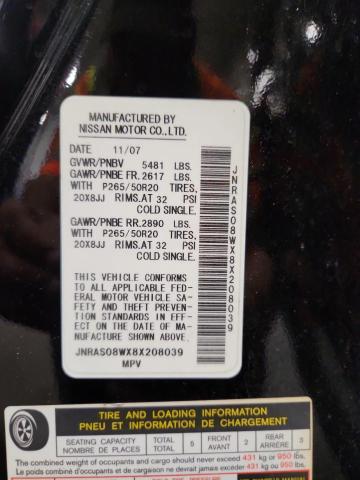 MANUFACTURED BY
NISSAN MOTOR CO., LTD.
DATE 11/07
GVWR/PNBV 5481 LBS.
GAWR/PNBE FR. 2617 LBS.
WITH P265/50R20 TIRES,
20X8JJ RIMS, AT 32 PSI
COLD SINGLE.
GAWR/PNBE RR. 2890 LBS.
WITH P265/50R20 TIRES,
20X8JJ RIMS, AT 32 PSI
COLD SINGLE.
THIS VEHICLE CONFORMS
TO ALL APPLICABLE FED-
ERAL MOTOR VEHICLE SA-
FETY AND THEFT PREVEN-
TION STANDARDS IN EFF-
ECT ON THE DATE OF MA-
NUFACTURE SHOWN ABOVE.
JNRAS08WX8X208039
MPV
JNRAS08WX8X208039
TIRE AND LOADING INFORMATION
PNEU ET INFORMATION DE CHARGEMENT
SEATING CAPACITY TOTAL 5 FRONT 2 REAR 3
NOMBRE DE PLACES TOTAL AVANT ARRIÈRE
The combined weight of occupants and cargo should never exceed 431 kg or 950 lbs.
Le poids combiné des occupants et du cargaison ne devrait jamais excéder 431 kg ou 950 lbs.